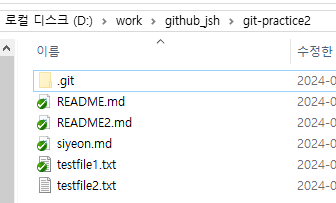 로컬 디스크 (D:) > work > github_jsh > git-practice2
이름 수정한
.git 2024-0
README.md 2024-0
README2.md 2024-0
siyeon.md 2024-0
testfile1.txt 2024-0
testfile2.txt 2024-0